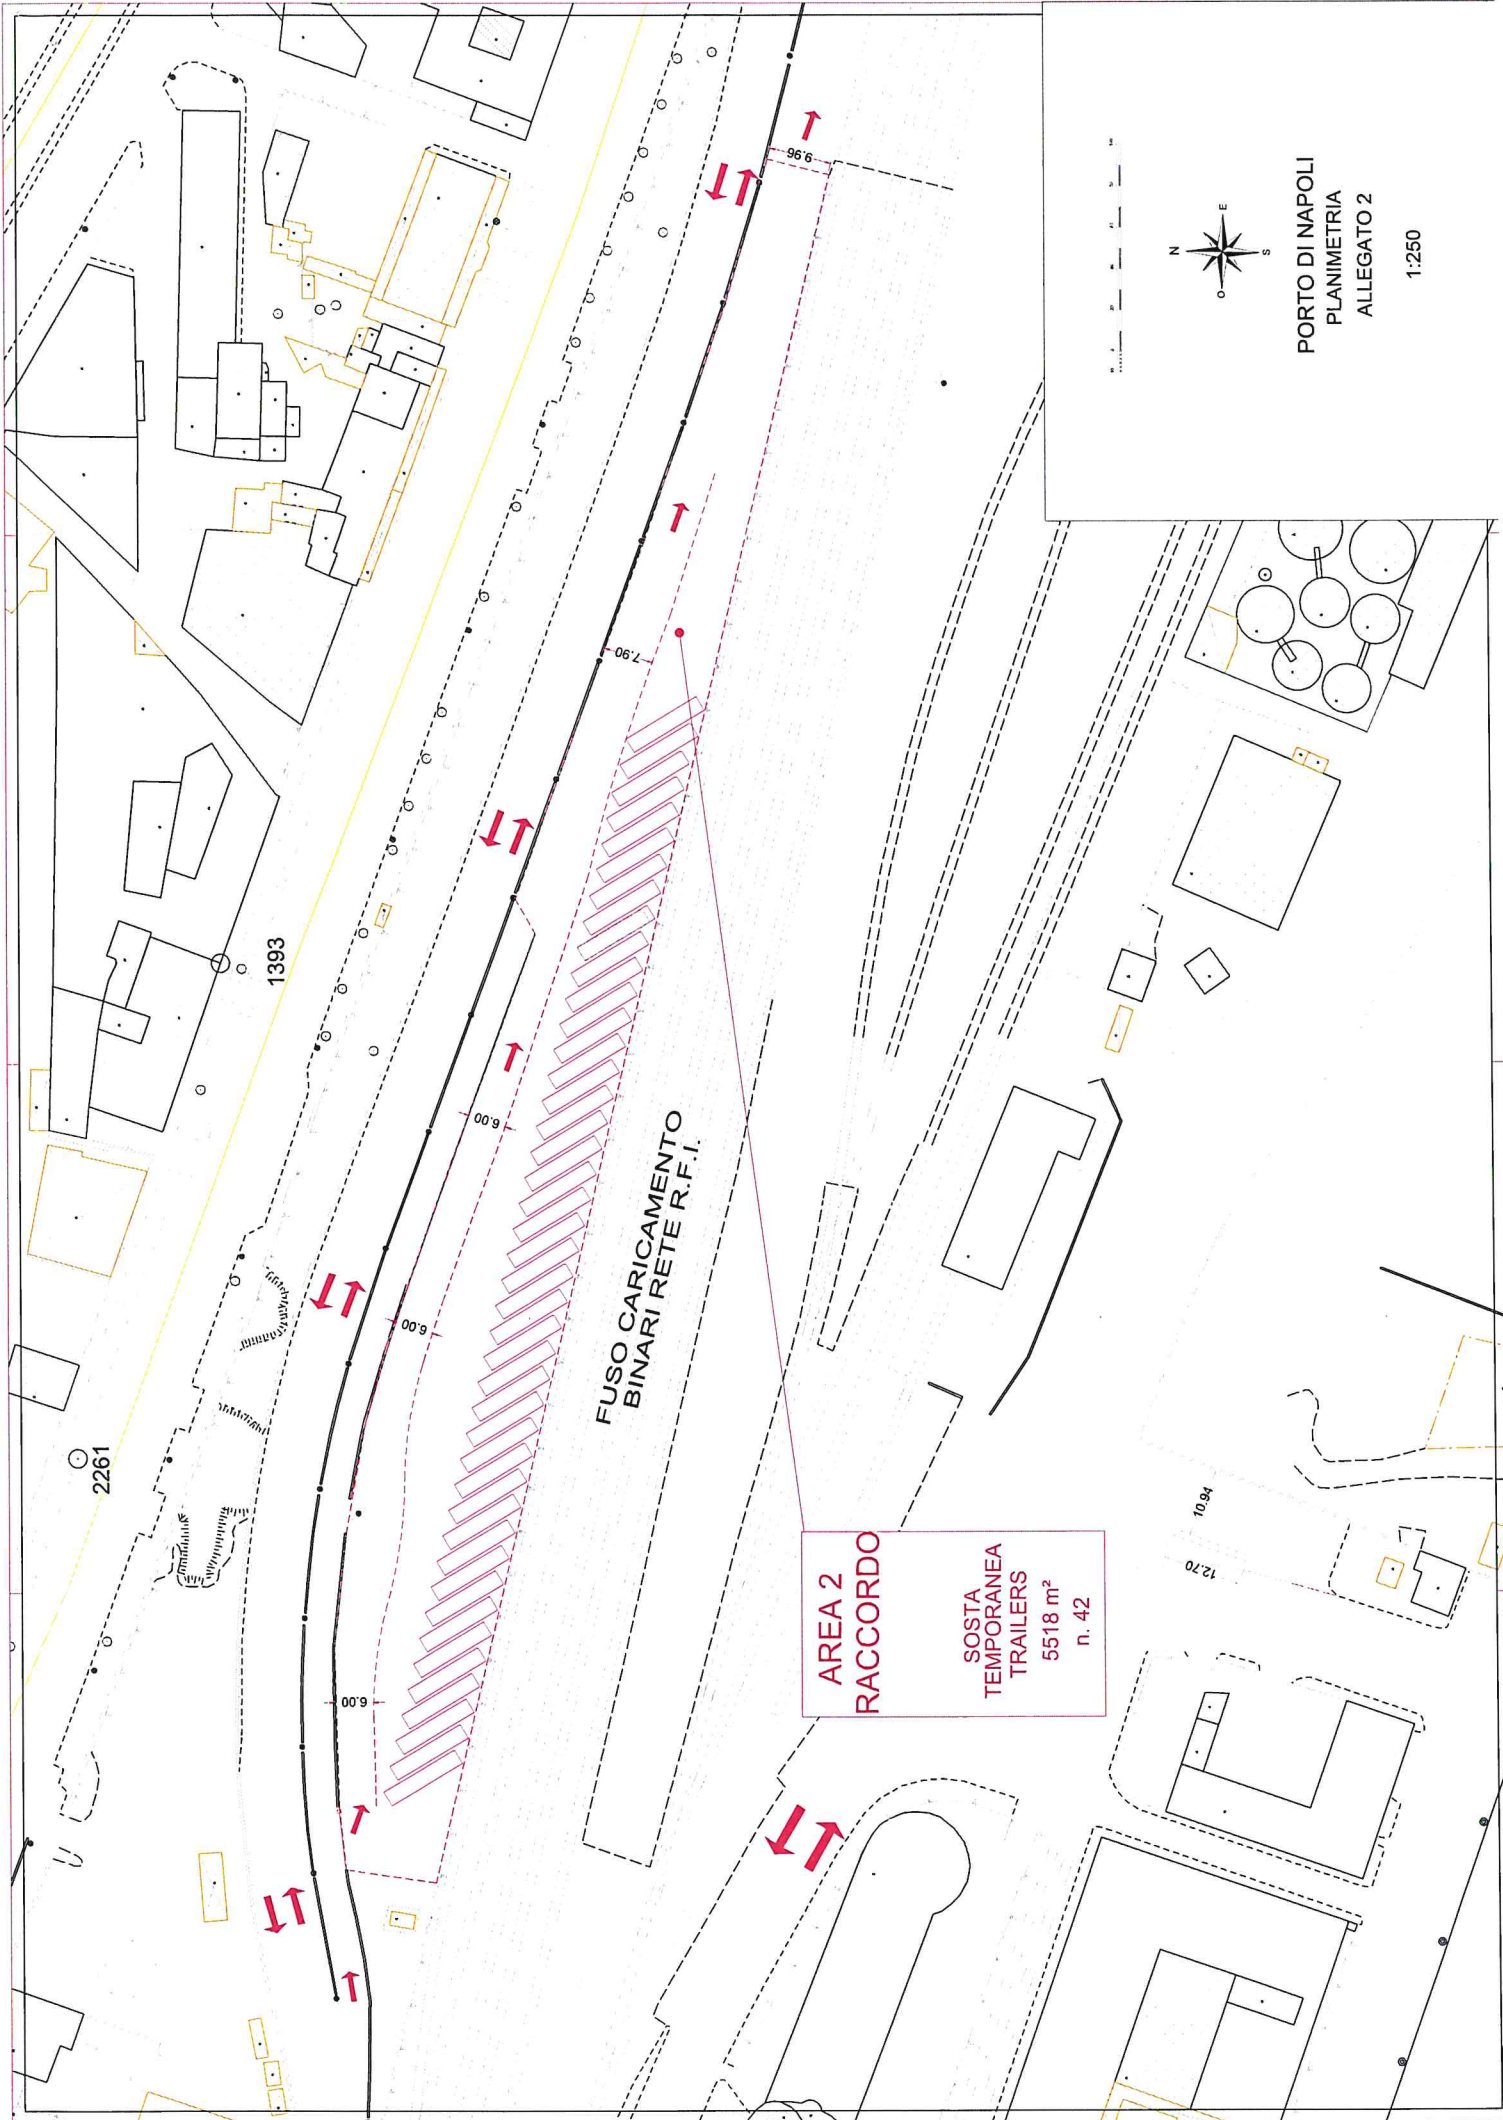 1393
2261
9.96
7.90
6.00
6.00
6.00
FUSO CARICAMENTO
BINARI RETE R.F.I.
AREA 2
RACCORDO
SOSTA
TEMPORANEA
TRAILERS
5518 m²
n. 42
10.94
12.70
N
E
S
O
PORTO DI NAPOLI
PLANIMETRIA
ALLEGATO 2
1:250